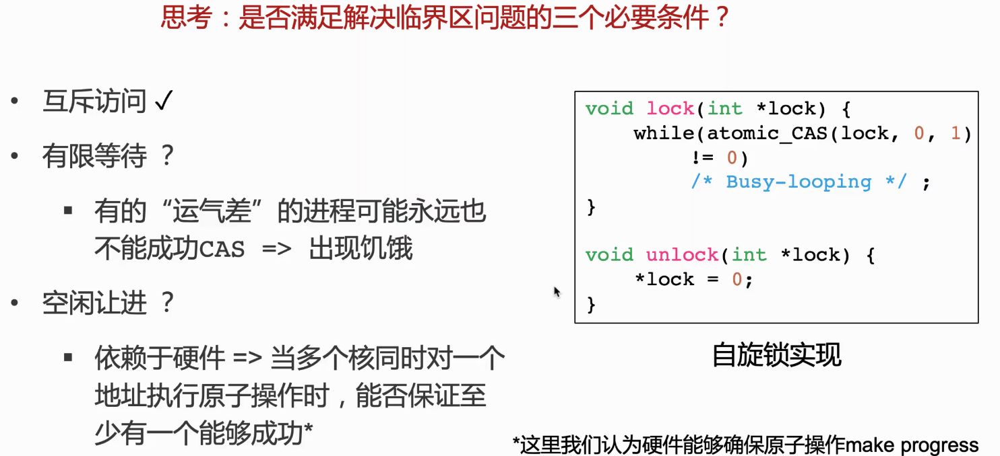 思考：是否满足解决临界区问题的三个必要条件？
• 互斥访问 ✓
• 有限等待 ？
▪ 有的“运气差”的进程可能永远也
不能成功CAS => 出现饥饿
• 空闲让进 ？
▪ 依赖于硬件 => 当多个核同时对一个
地址执行原子操作时，能否保证至
少有一个能够成功*
void lock(int *lock) {
while(atomic_CAS(lock, 0, 1)
!= 0)
/* Busy-looping */ ;
}
void unlock(int *lock) {
*lock = 0;
}
自旋锁实现
*这里我们认为硬件能够确保原子操作make progress